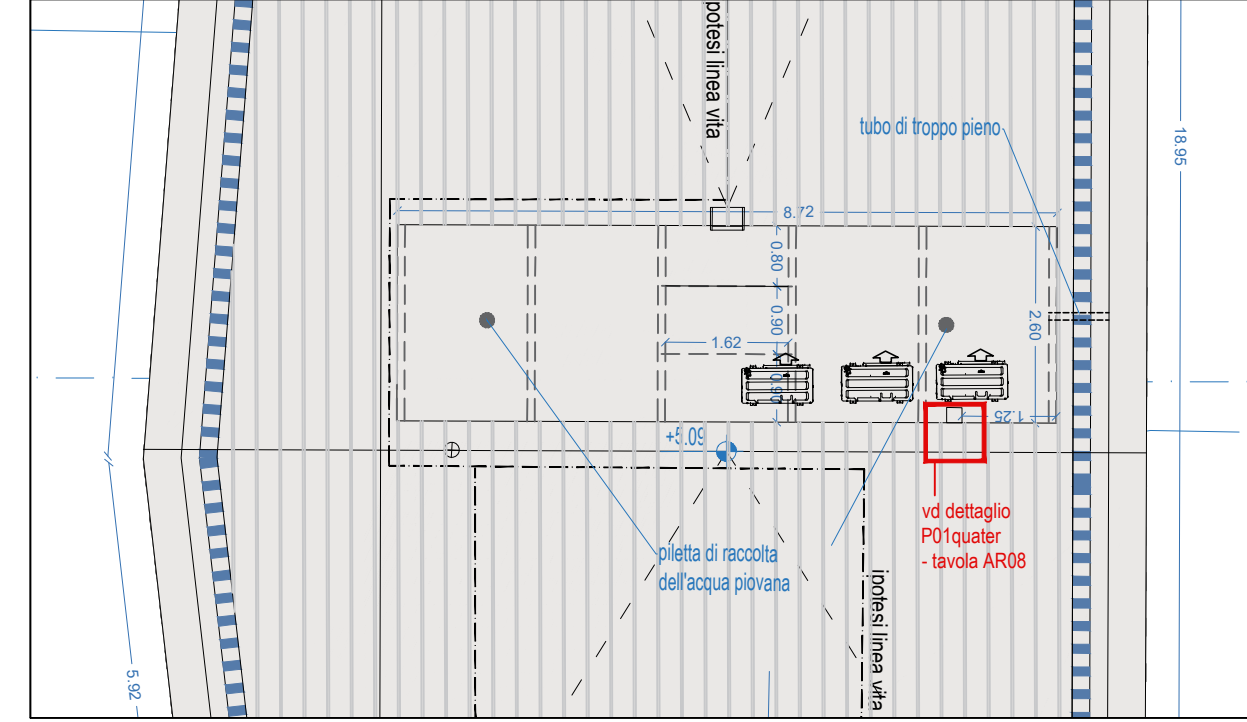 ipotesi linea vita
tubo di troppo pieno
18.95
8.72
0.80
0.90
1.62
0.90
2.60
1.25
+5.09
vd dettaglio
P01quater
- tavola AR08
piletta di raccolta
dell'acqua piovana
ipotesi linea vita
5.92